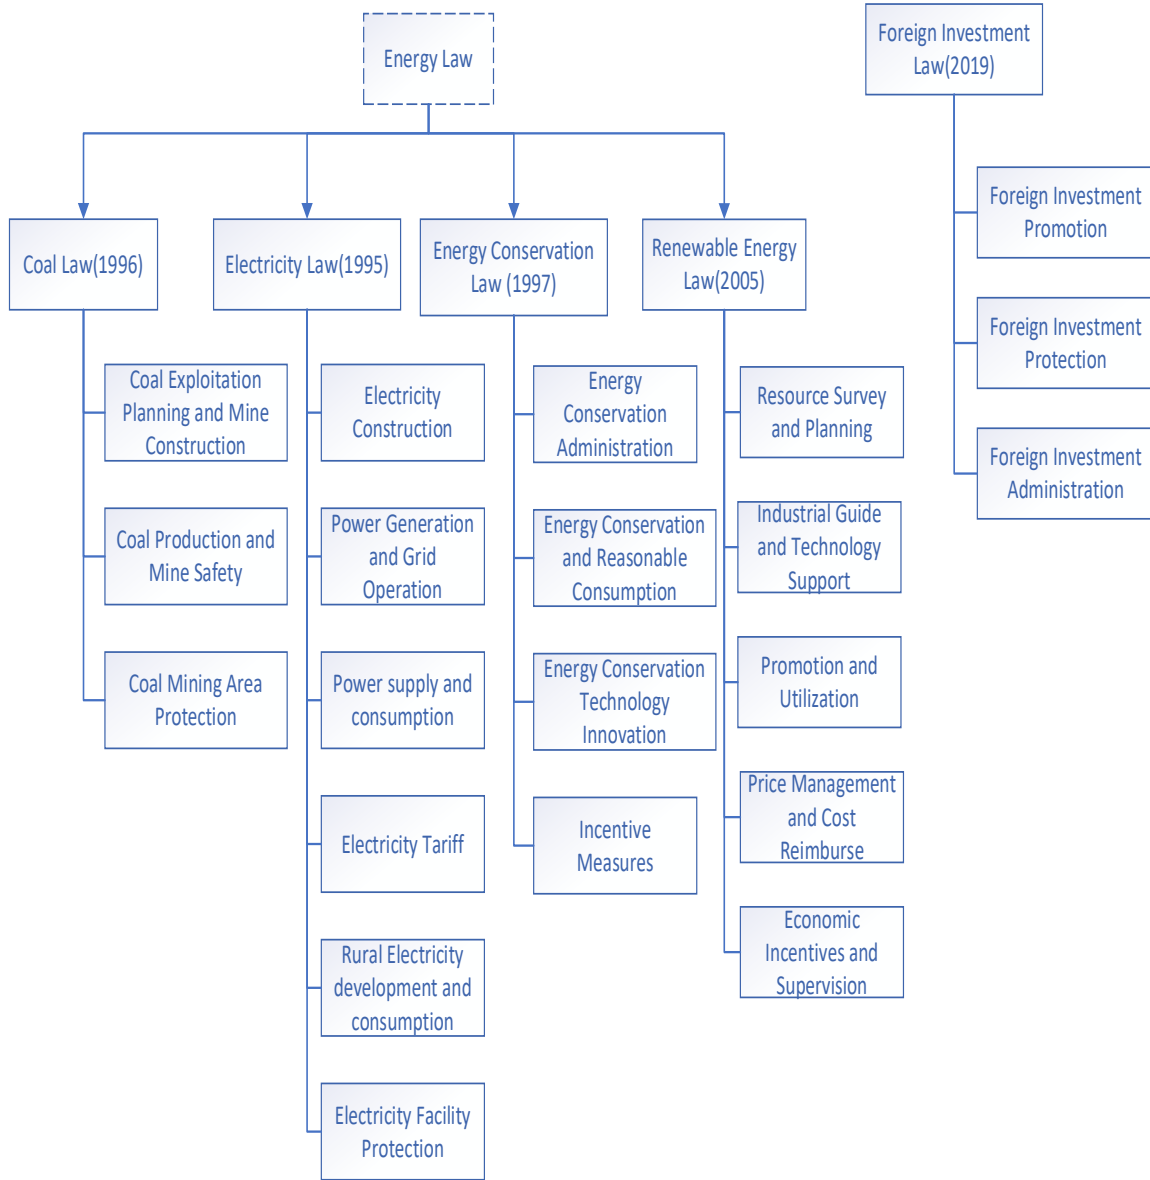 Energy Law
Foreign Investment
Law(2019)
Coal Law(1996)
Electricity Law(1995)
Energy Conservation
Law (1997)
Renewable Energy
Law(2005)
Coal Exploitation
Planning and Mine
Construction
Coal Production and
Mine Safety
Coal Mining Area
Protection
Electricity
Construction
Power Generation
and Grid
Operation
Power supply and
consumption
Electricity Tariff
Rural Electricity
development and
consumption
Electricity Facility
Protection
Energy
Conservation
Administration
Energy Conservation
and Reasonable
Consumption
Energy Conservation
Technology
Innovation
Incentive
Measures
Resource Survey
and Planning
Industrial Guide
and Technology
Support
Promotion and
Utilization
Price Management
and Cost
Reimburse
Economic
Incentives and
Supervision
Foreign Investment
Promotion
Foreign Investment
Protection
Foreign Investment
Administration